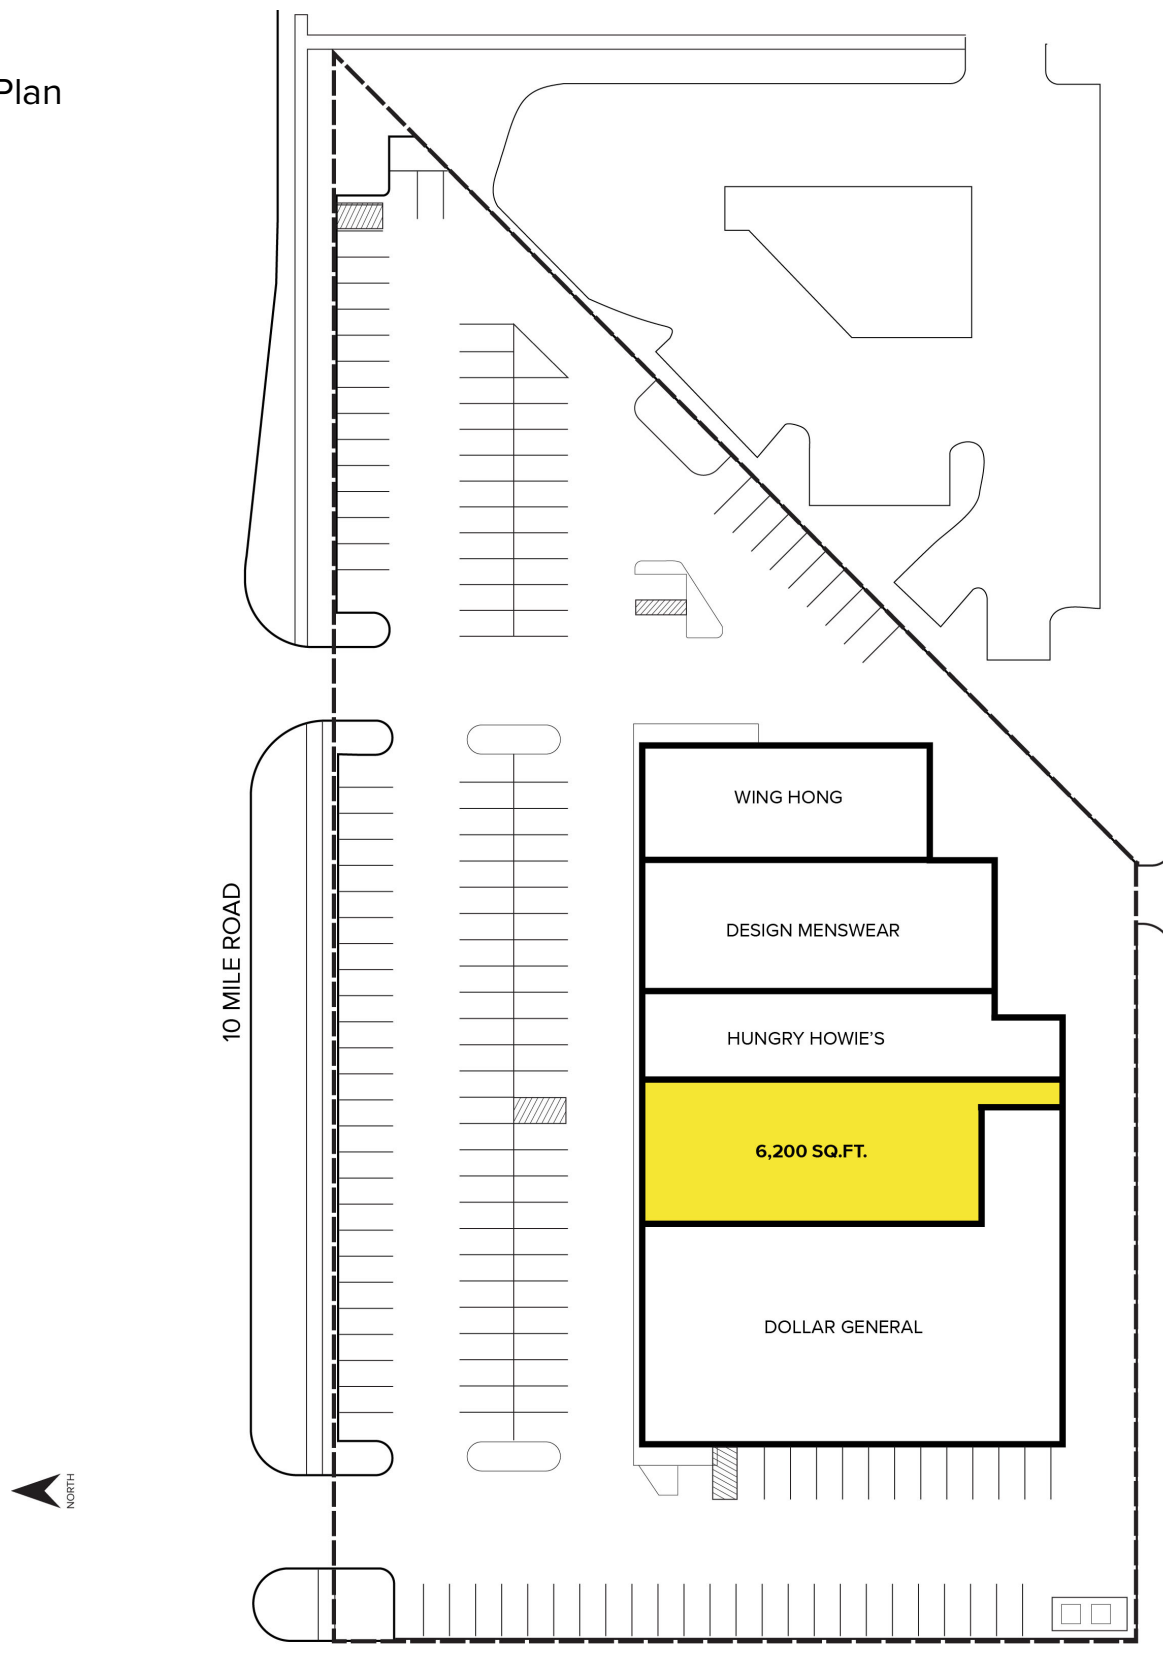 Plan
WING HONG
DESIGN MENSWEAR
HUNGRY HOWIE'S
6,200 SQ.FT.
DOLLAR GENERAL
10 MILE ROAD
NORTH